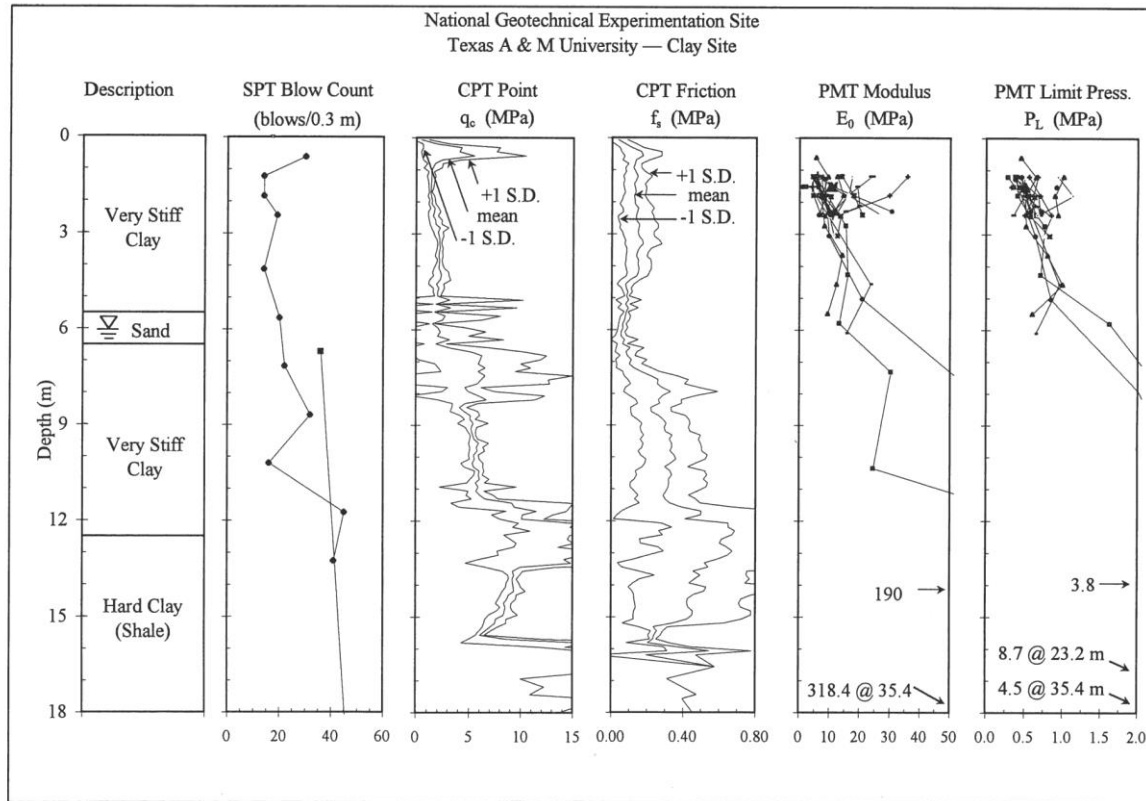 National Geotechnical Experimentation Site
Texas A & M University — Clay Site
Description
SPT Blow Count
(blows/0.3 m)
CPT Point
qc (MPa)
CPT Friction
fs (MPa)
PMT Modulus
E0 (MPa)
PMT Limit Press.
PL (MPa)
Depth (m)
0
3
6
9
12
15
18
Very Stiff
Clay
Sand
Very Stiff
Clay
Hard Clay
(Shale)
+1 S.D.
mean
-1 S.D.
+1 S.D.
mean
-1 S.D.
190
318.4 @ 35.4
3.8
8.7 @ 23.2 m
4.5 @ 35.4 m
0 20 40 60
0 5 10 15
0.00 0.40 0.80
0 10 20 30 40 50
0.0 0.5 1.0 1.5 2.0